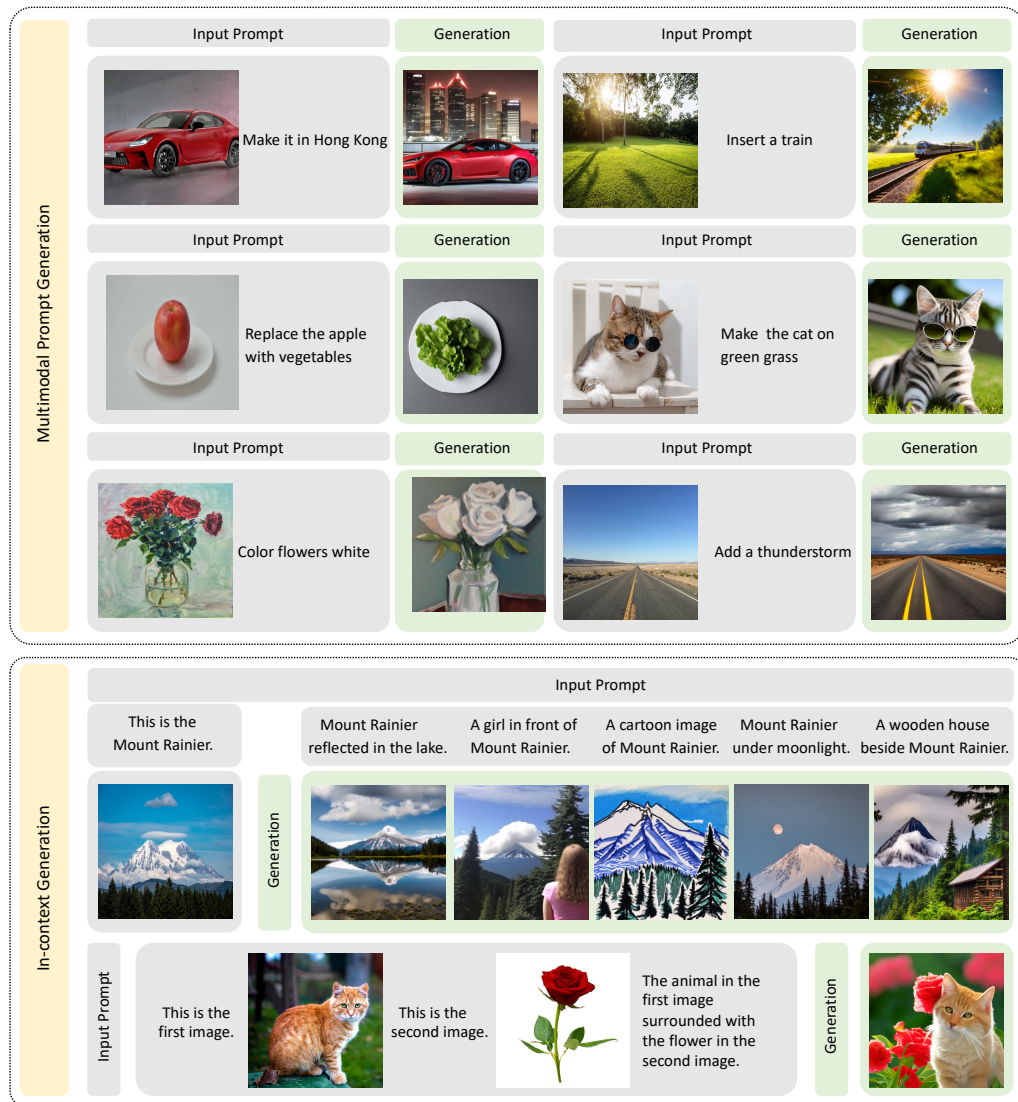 Multimodal Prompt Generation
Input Prompt
Generation
Input Prompt
Generation
Make it in Hong Kong
Insert a train
Input Prompt
Generation
Input Prompt
Generation
Replace the apple
with vegetables
Make the cat on
green grass
Input Prompt
Generation
Input Prompt
Generation
Color flowers white
Add a thunderstorm
In-context Generation
Input Prompt
This is the
Mount Rainier.
Mount Rainier
reflected in the lake.
A girl in front of
Mount Rainier.
A cartoon image
of Mount Rainier.
Mount Rainier
under moonlight.
A wooden house
beside Mount Rainier.
Generation
Input Prompt
This is the
first image.
This is the
second image.
The animal in the
first image
surrounded with
the flower in the
second image.
Generation